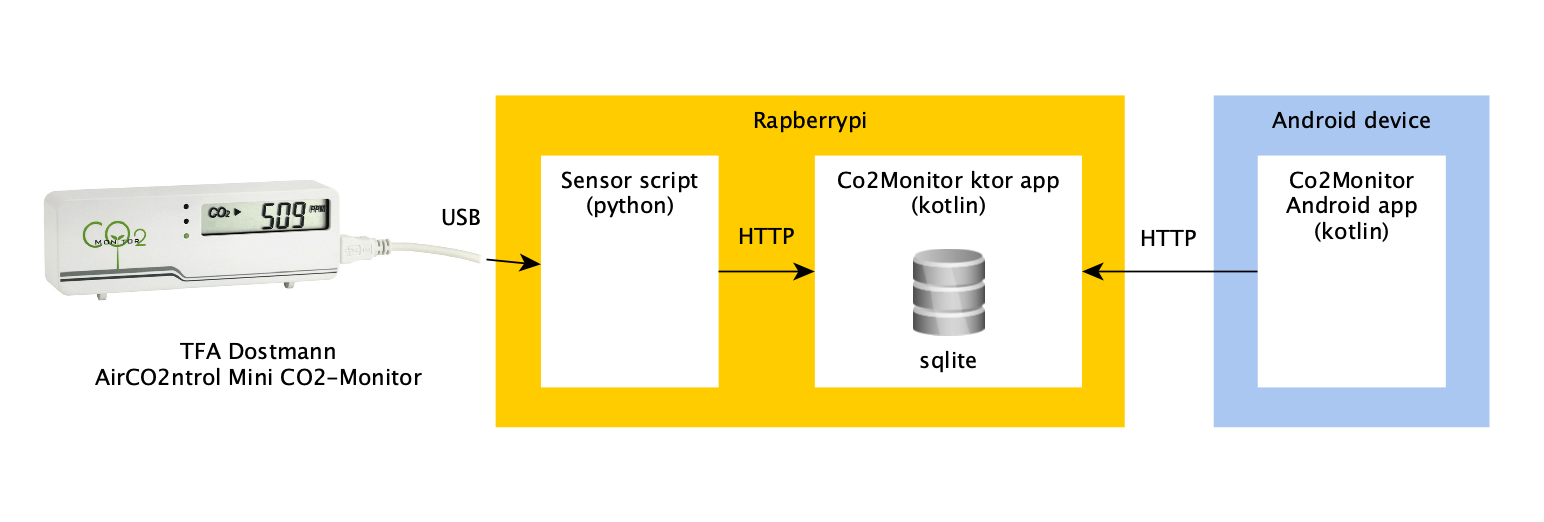 Rapberrypi
Android device
Sensor script
(python)
Co2Monitor ktor app
(kotlin)
Co2Monitor
Android app
(kotlin)
CO₂ ▶ 509 PPM
CO2
MONITOR
USB
HTTP
HTTP
sqlite
TFA Dostmann
AirCO2ntrol Mini CO2-Monitor